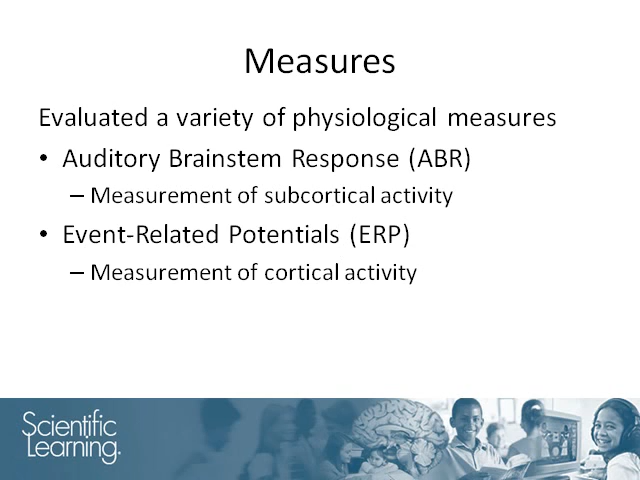 Measures
Evaluated a variety of physiological measures
• Auditory Brainstem Response (ABR)
– Measurement of subcortical activity
• Event-Related Potentials (ERP)
– Measurement of cortical activity
Scientific
Learning.